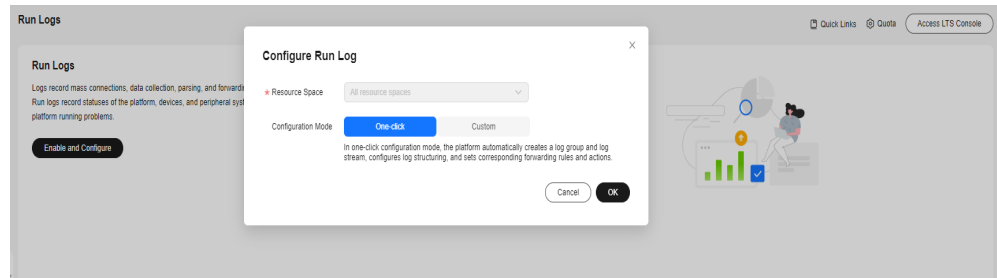 Run Logs
Quick Links
Quota
Access LTS Console
Run Logs
Logs record mass connections, data collection, parsing, and
Run logs record statuses of the platform, devices, and peripheral
platform running problems.
Enable and Configure
Configure Run Log
* Resource Space
All resource spaces
Configuration Mode
One-click
Custom
In one-click configuration mode, the platform automatically creates a log group and log
stream, configures log structuring, and sets corresponding forwarding rules and actions.
Cancel
OK